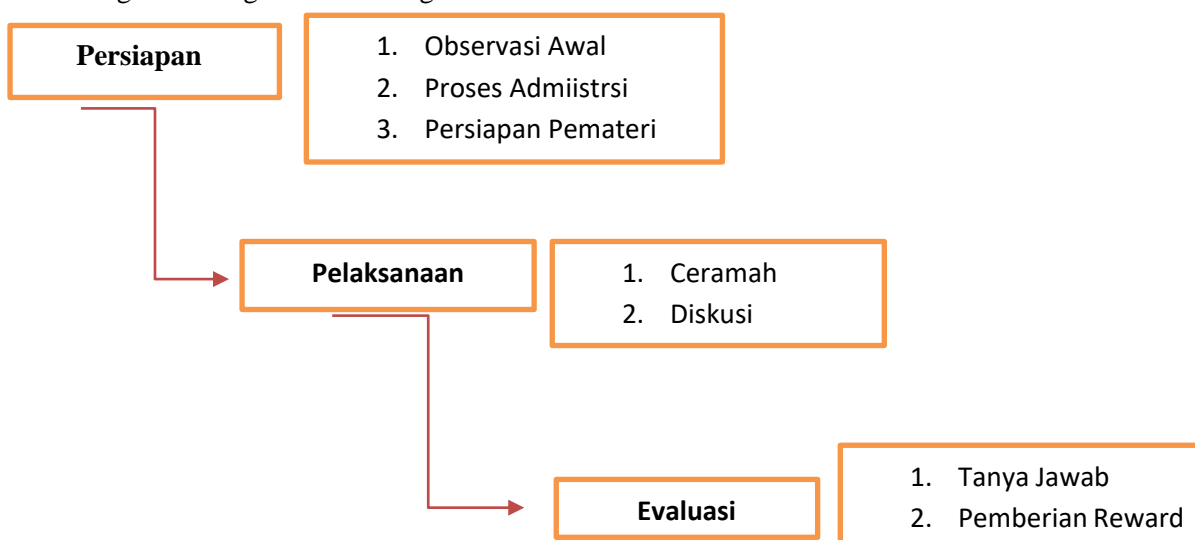 Persiapan
1. Observasi Awal
2. Proses Admiistrsi
3. Persiapan Pemateri
Pelaksanaan
1. Ceramah
2. Diskusi
Evaluasi
1. Tanya Jawab
2. Pemberian Reward